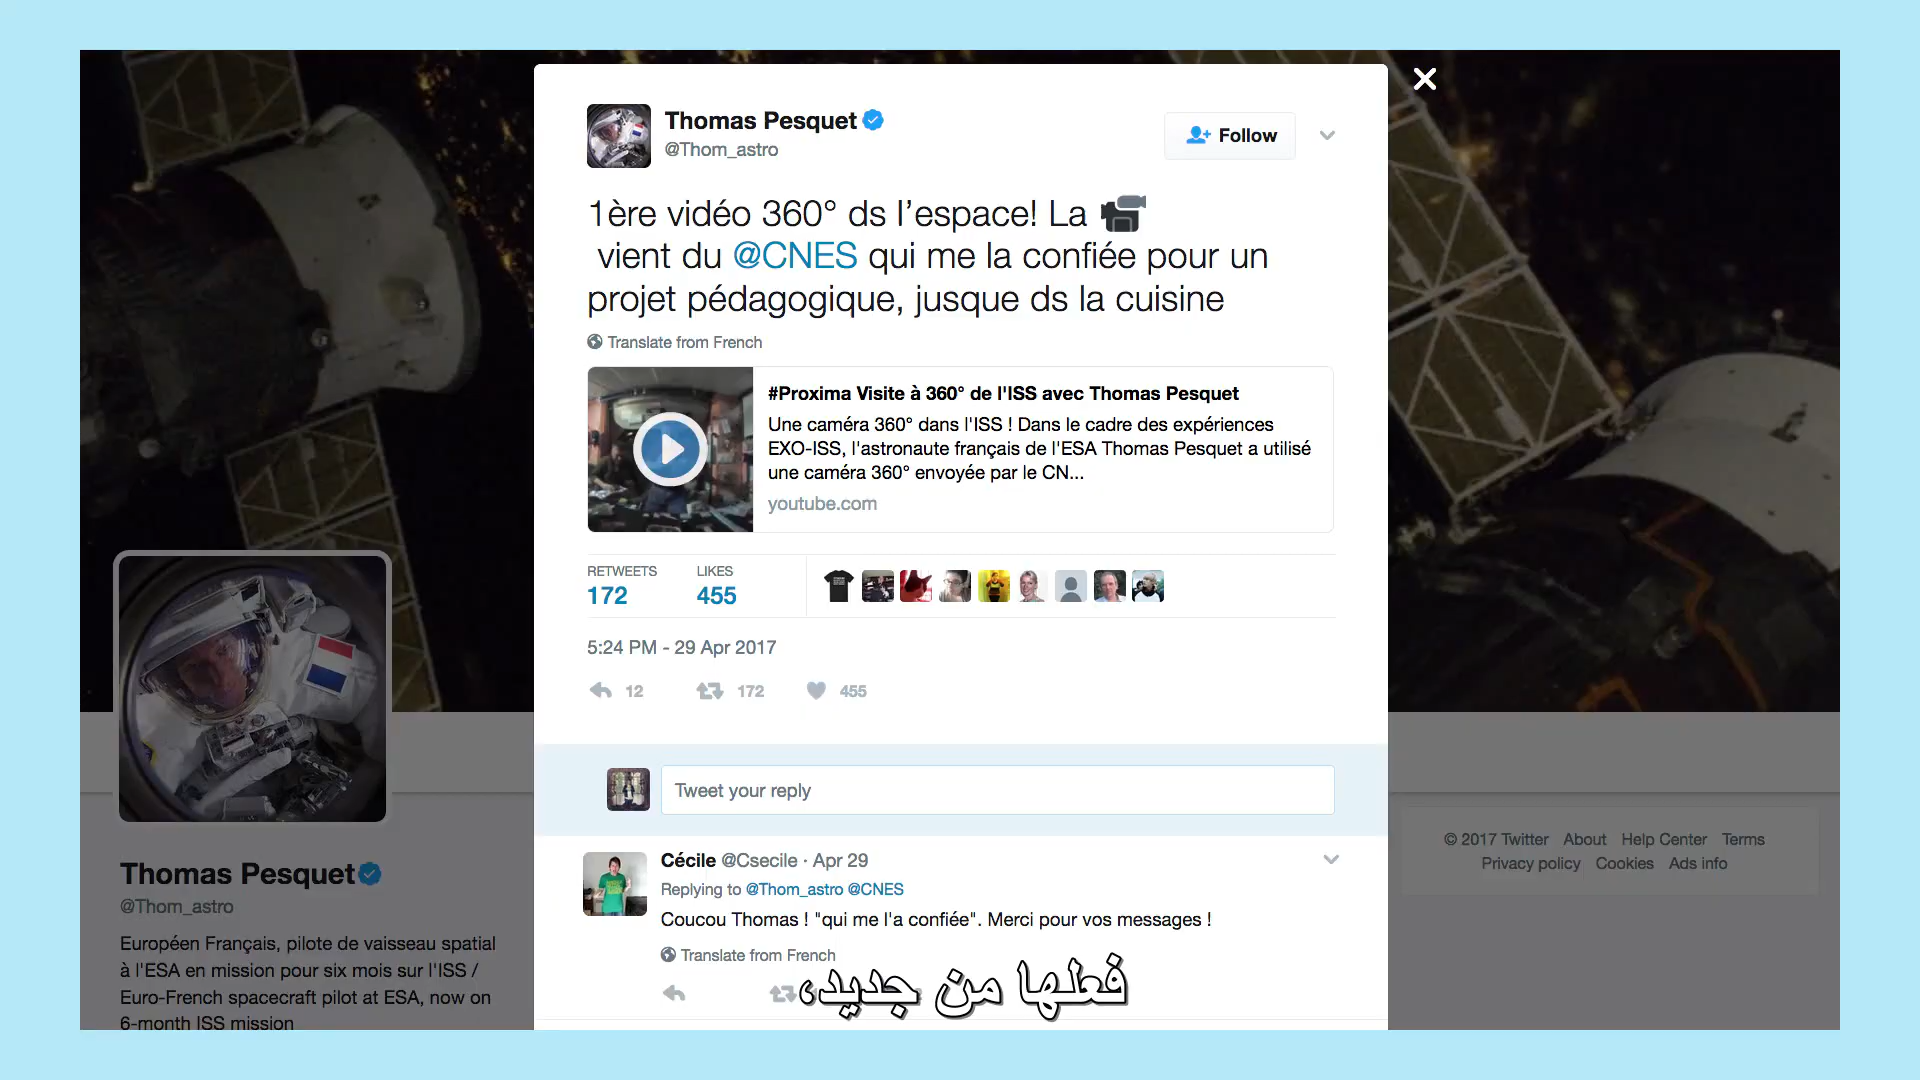 Thomas Pesquet
@Thom_astro
Follow
1ère vidéo 360° ds l’espace! La
vient du @CNES qui me la confiée pour un
projet pédagogique, jusque ds la cuisine
Translate from French
#Proxima Visite à 360° de l'ISS avec Thomas Pesquet
Une caméra 360° dans l'ISS ! Dans le cadre des expériences
EXO-ISS, l'astronaute français de l'ESA Thomas Pesquet a utilisé
une caméra 360° envoyée par le CN...
youtube.com
RETWEETS LIKES
172 455
5:24 PM - 29 Apr 2017
12 172 455
Tweet your reply
Cécile @Csecile · Apr 29
Replying to @Thom_astro @CNES
Coucou Thomas ! "qui me l'a confiée". Merci pour vos messages !
Translate from French
فعلها من جديد،
Thomas Pesquet
@Thom_astro
Européen Français, pilote de vaisseau spatial
à l'ESA en mission pour six mois sur l'ISS /
Euro-French spacecraft pilot at ESA, now on
6-month ISS mission
© 2017 Twitter About Help Center Terms
Privacy policy Cookies Ads info